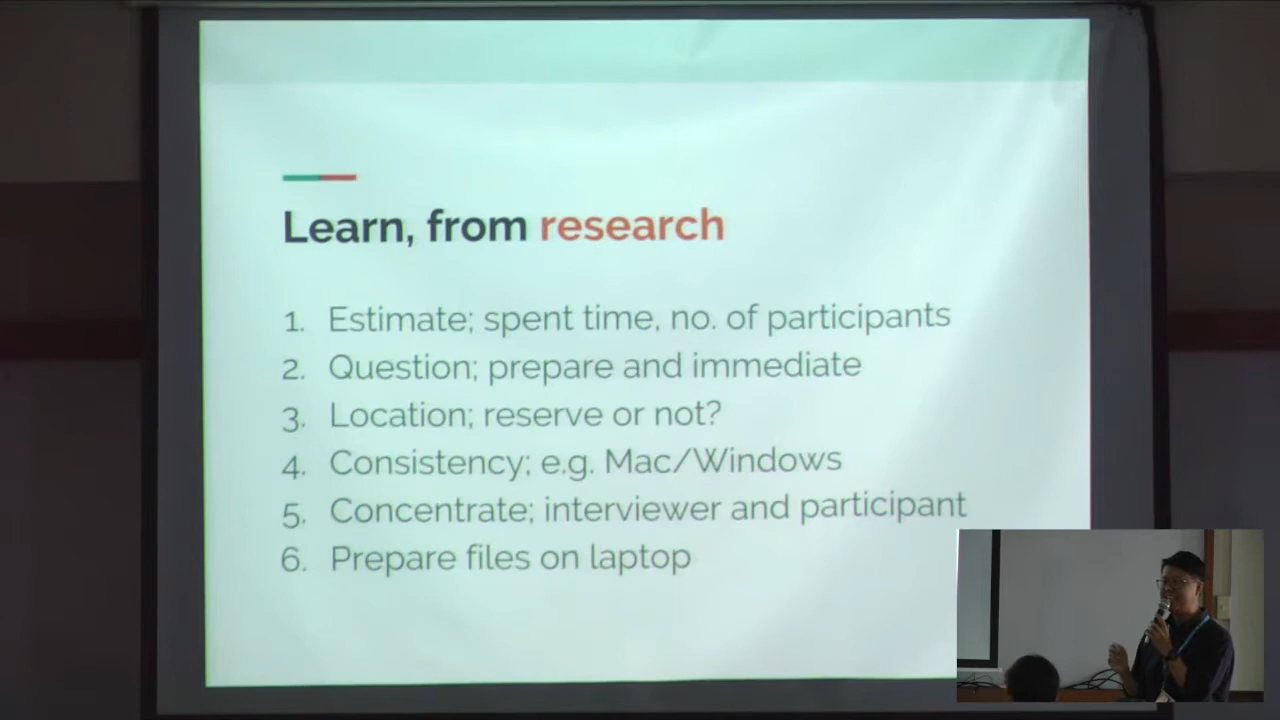 Learn, from research
1. Estimate; spent time, no. of participants
2. Question; prepare and immediate
3. Location; reserve or not?
4. Consistency; e.g. Mac/Windows
5. Concentrate; interviewer and participant
6. Prepare files on laptop